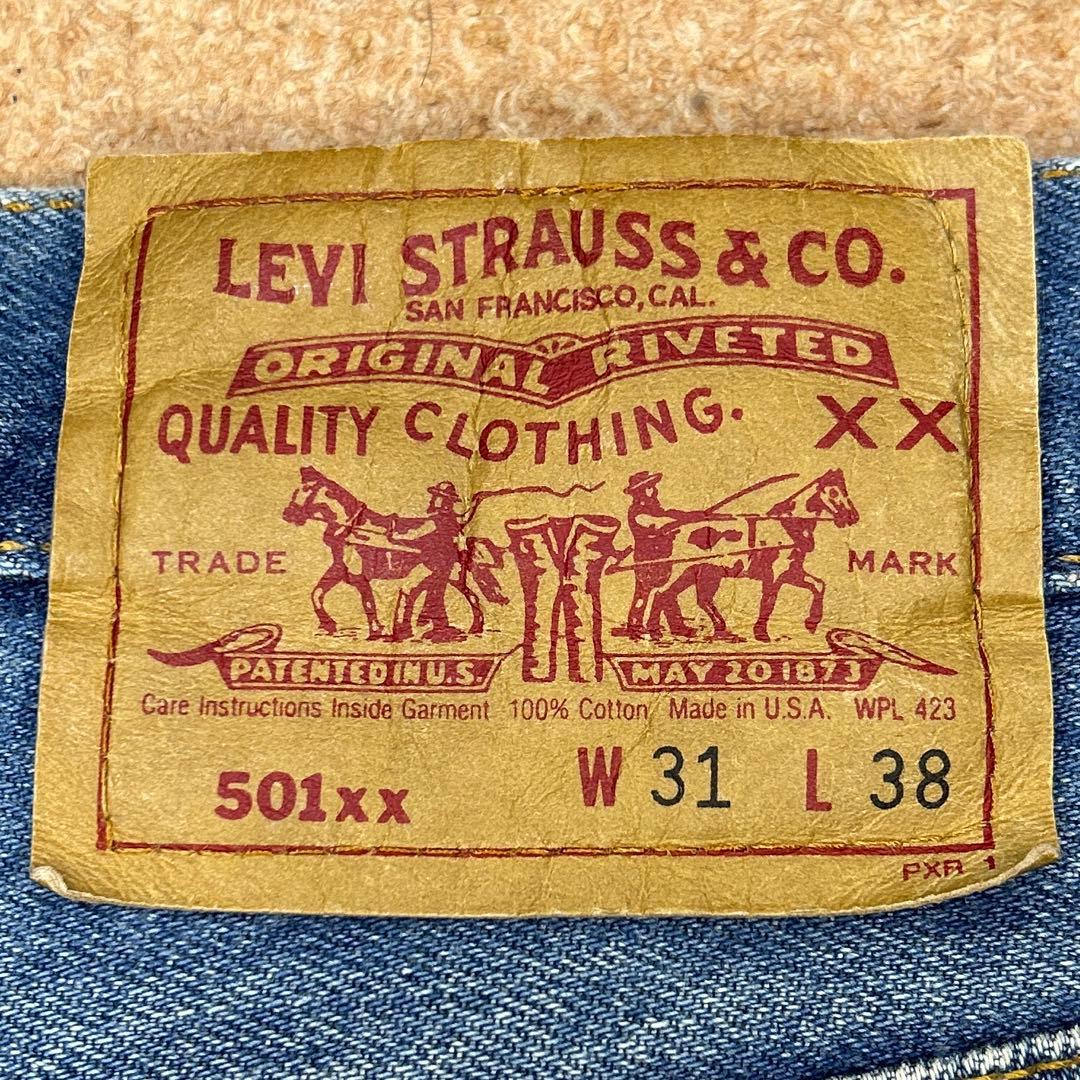 LEVI STRAUSS & CO.
SAN FRANCISCO, CAL.
ORIGINAL RIVETED
QUALITY CLOTHING. XX
TRADE MARK
PATENTED IN U.S. MAY 20 1873
Care Instructions Inside Garment 100% Cotton Made in U.S.A. WPL 423
501xx W 31 L 38
PXR 1